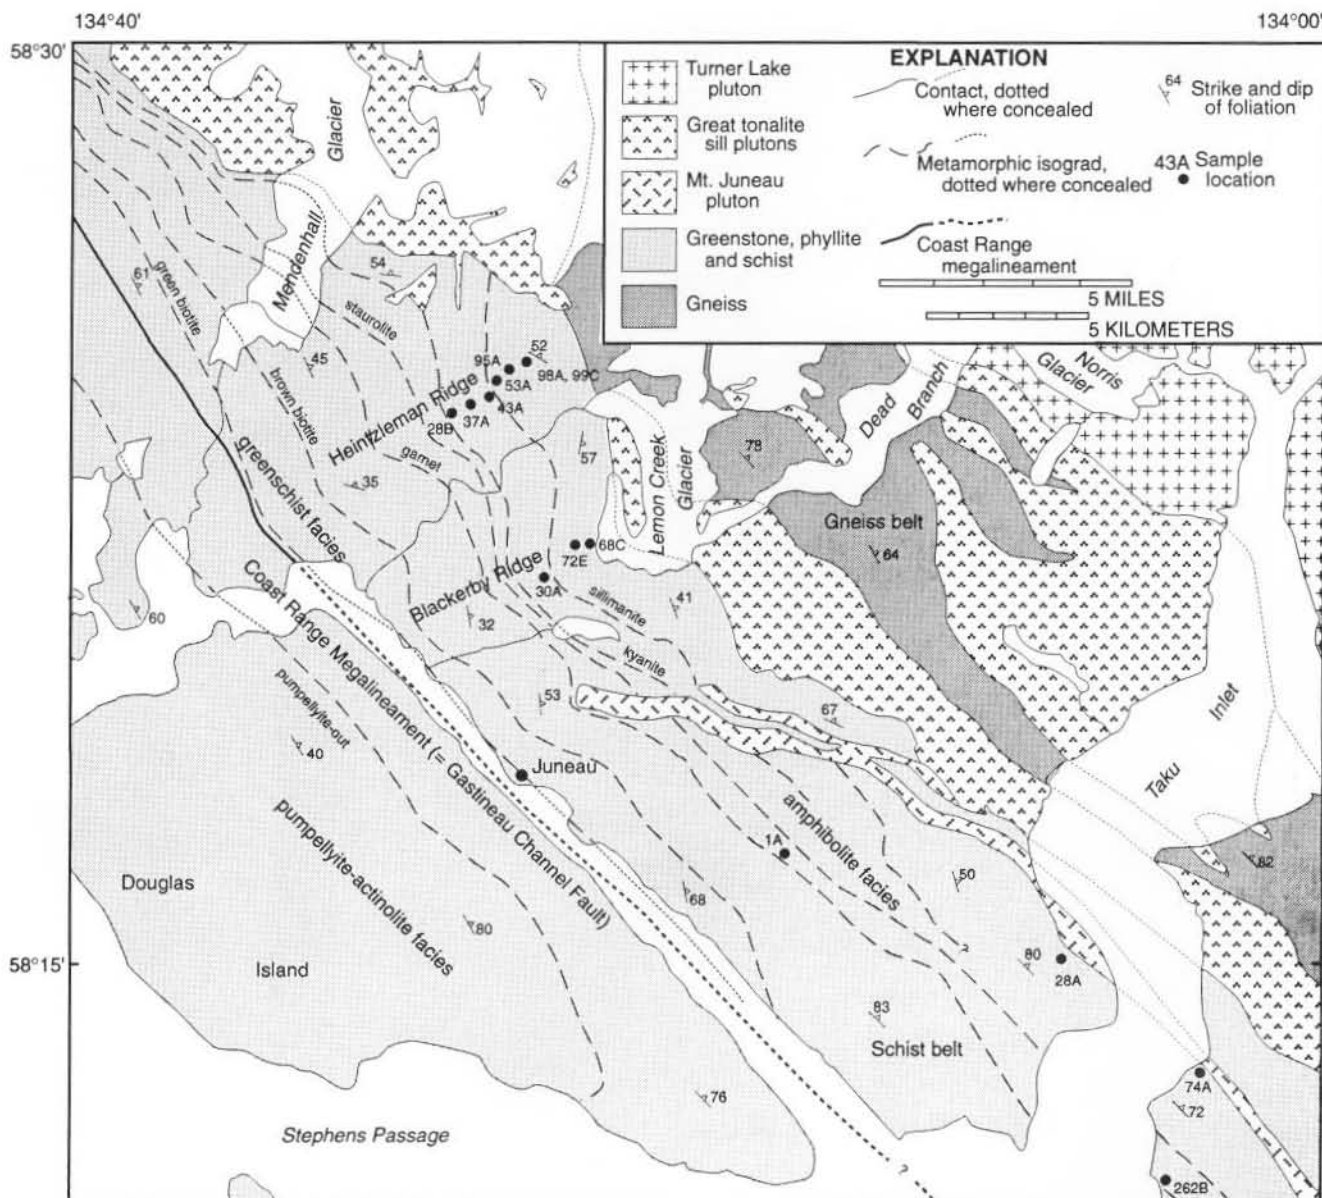 134°40'
134°00'
58°30'
EXPLANATION
Turner Lake
pluton
Great tonalite
sill plutons
Mt. Juneau
pluton
Greenstone, phyllite
and schist
Gneiss
Contact, dotted
where concealed
Metamorphic isograd,
dotted where concealed
Coast Range
megalineament
5 MILES
5 KILOMETERS
64
Strike and dip
of foliation
43A
Sample
location
Glacier
Mendenhall
54
61
green biotite
staurolite
45
brown biotite
95A
52
98A, 99C
53A
43A
37A
28B
Heintzleman Ridge
garnet
35
greenschist facies
57
Lemon Creek
Glacier
78
Dead
Branch
Norris
Glacier
Gneiss belt
64
68C
72E
30A
Blackerby Ridge
32
sillimanite
41
kyanite
60
Coast Range Megalineament (= Gastineau Channel Fault)
pumpellyite-out
40
53
67
Juneau
Inlet
Taku
pumpellyite-actinolite facies
amphibolite facies
1A
Douglas
Island
68
80
50
82
58°15'
?
80
28A
83
Schist belt
74A
72
76
Stephens Passage
?
262B